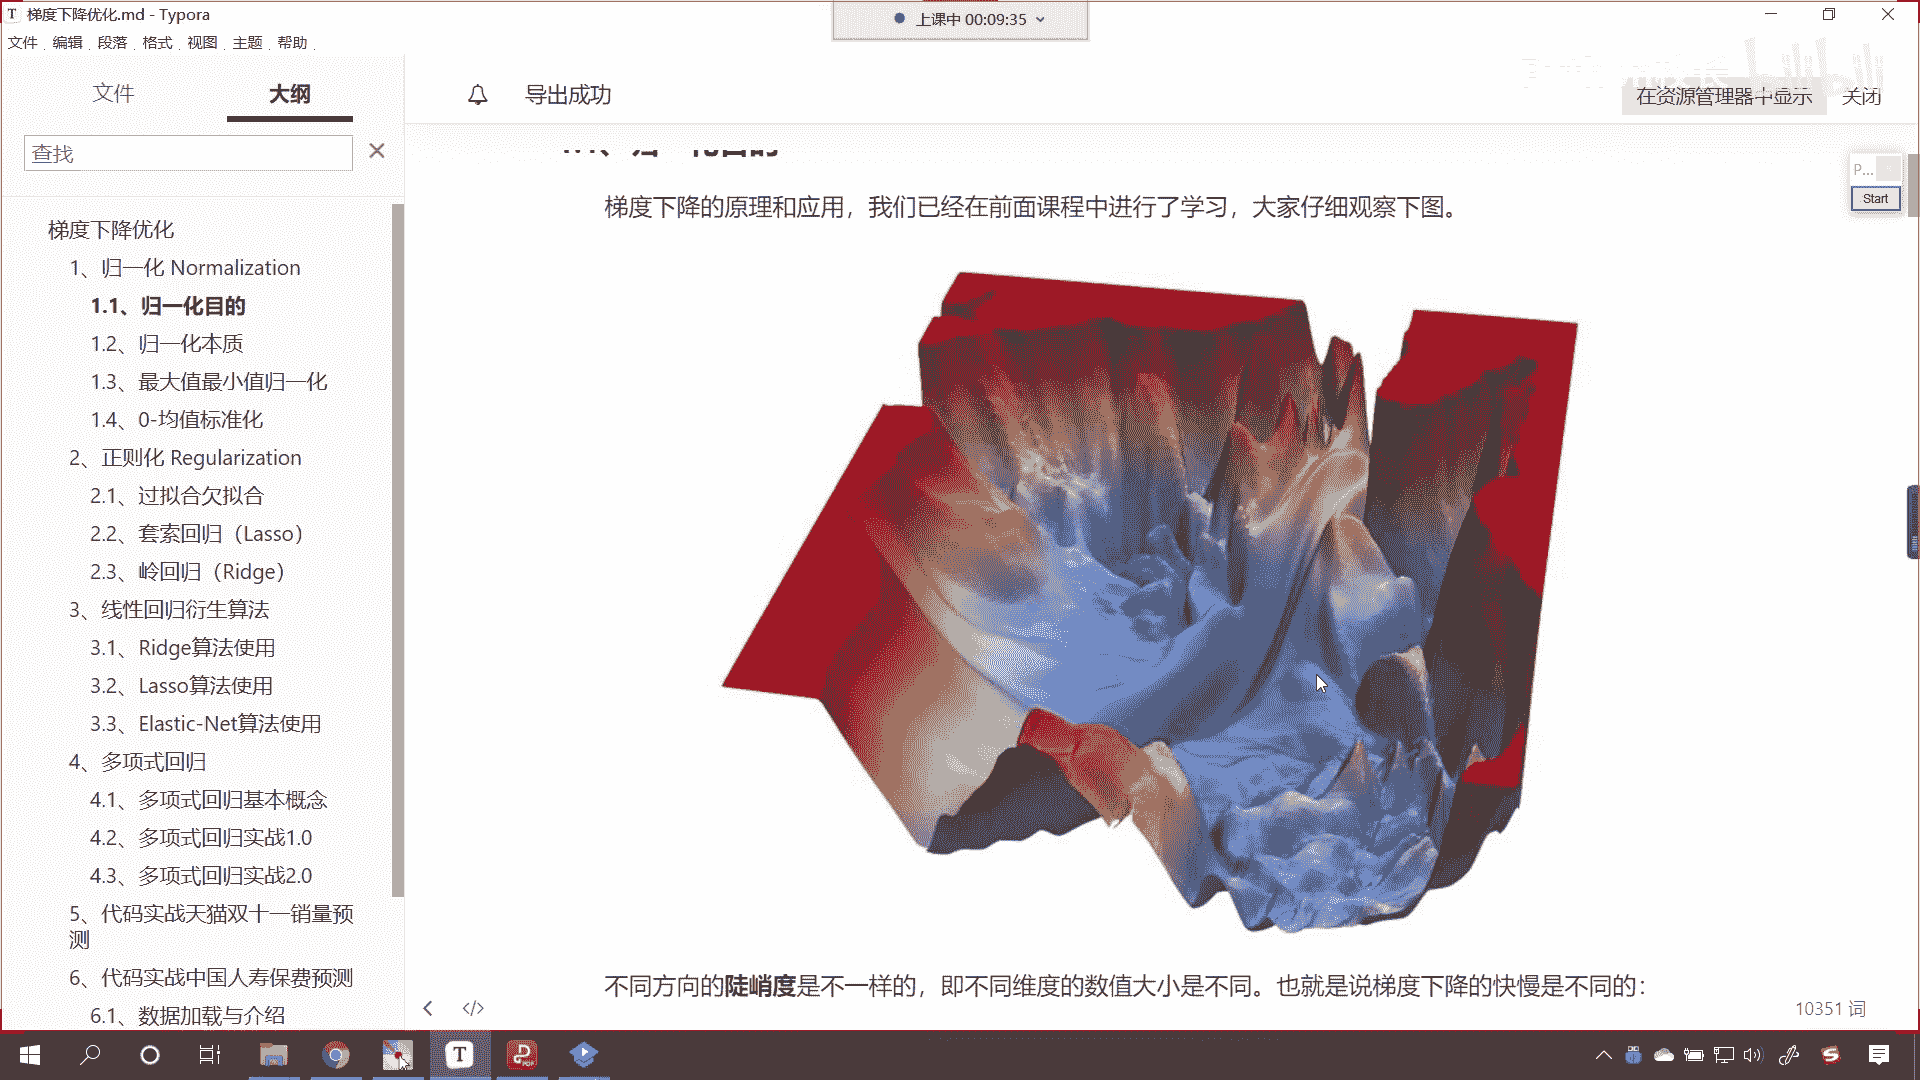 梯度下降优化.md - Typora
上课中 00:09:35
文件 编辑 段落 格式 视图 主题 帮助
文件
大纲
导出成功
在资源管理器中显示
关闭
查找
P...
Start
梯度下降优化
1、归一化 Normalization
1.1、归一化目的
1.2、归一化本质
1.3、最大值最小值归一化
1.4、0-均值标准化
2、正则化 Regularization
2.1、过拟合欠拟合
2.2、套索回归（Lasso）
2.3、岭回归（Ridge）
3、线性回归衍生算法
3.1、Ridge算法使用
3.2、Lasso算法使用
3.3、Elastic-Net算法使用
4、多项式回归
4.1、多项式回归基本概念
4.2、多项式回归实战1.0
4.3、多项式回归实战2.0
5、代码实战天猫双十一销量预
测
6、代码实战中国人寿保费预测
6.1、数据加载与介绍
梯度下降的原理和应用，我们已经在前面课程中进行了学习，大家仔细观察下图。
不同方向的陡峭度是不一样的，即不同维度的数值大小是不同。也就是说梯度下降的快慢是不同的：
10351 词